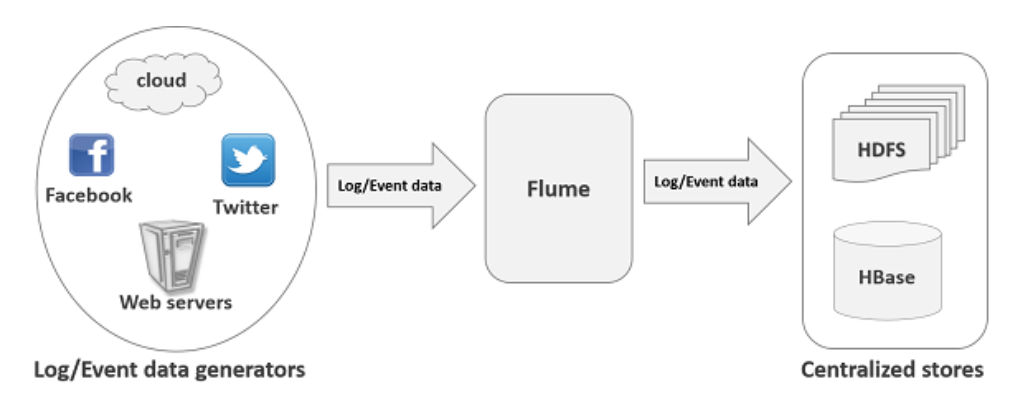 cloud
Facebook
Twitter
Web servers
Log/Event data generators
Log/Event data
Flume
Log/Event data
HDFS
HBase
Centralized stores